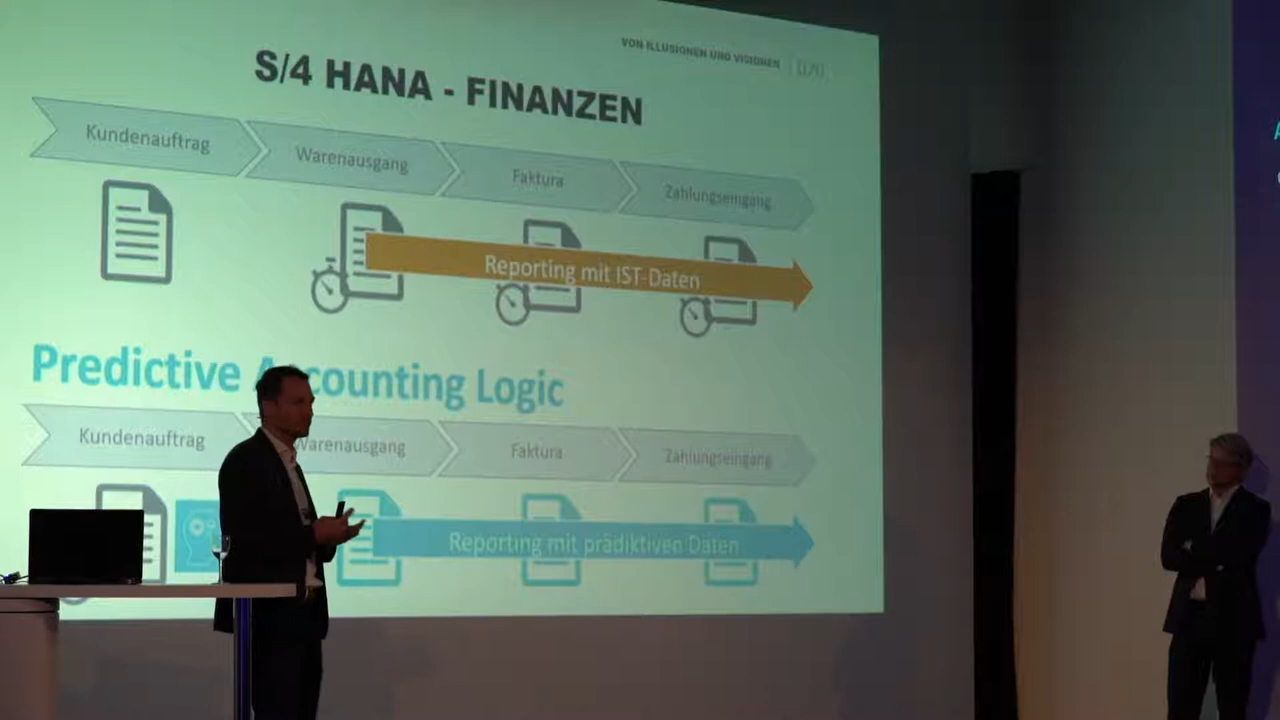 VON ILLUSIONEN UND VISIONEN
S/4 HANA - FINANZEN
Kundenauftrag
Warenausgang
Faktura
Zahlungseingang
Reporting mit IST-Daten
Predictive Accounting Logic
Kundenauftrag
Warenausgang
Faktura
Zahlungseingang
Reporting mit prädiktiven Daten